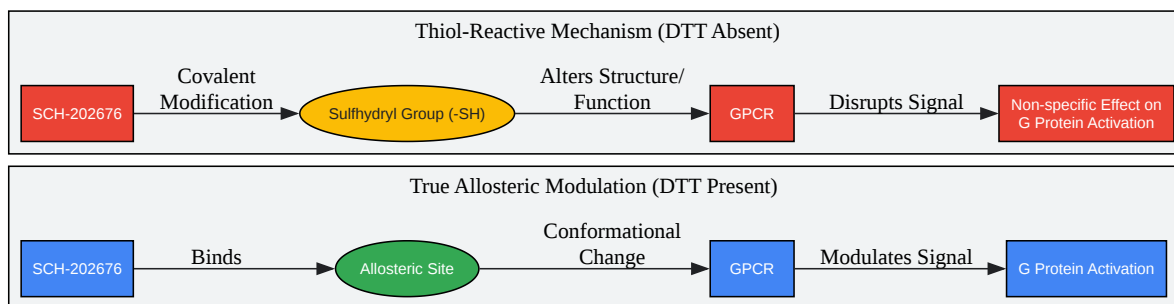 Thiol-Reactive Mechanism (DTT Absent)
SCH-202676
Covalent
Modification
Sulfhydryl Group (-SH)
Alters Structure/
Function
GPCR
Disrupts Signal
Non-specific Effect on
G Protein Activation
True Allosteric Modulation (DTT Present)
SCH-202676
Binds
Allosteric Site
Conformational
Change
GPCR
Modulates Signal
G Protein Activation